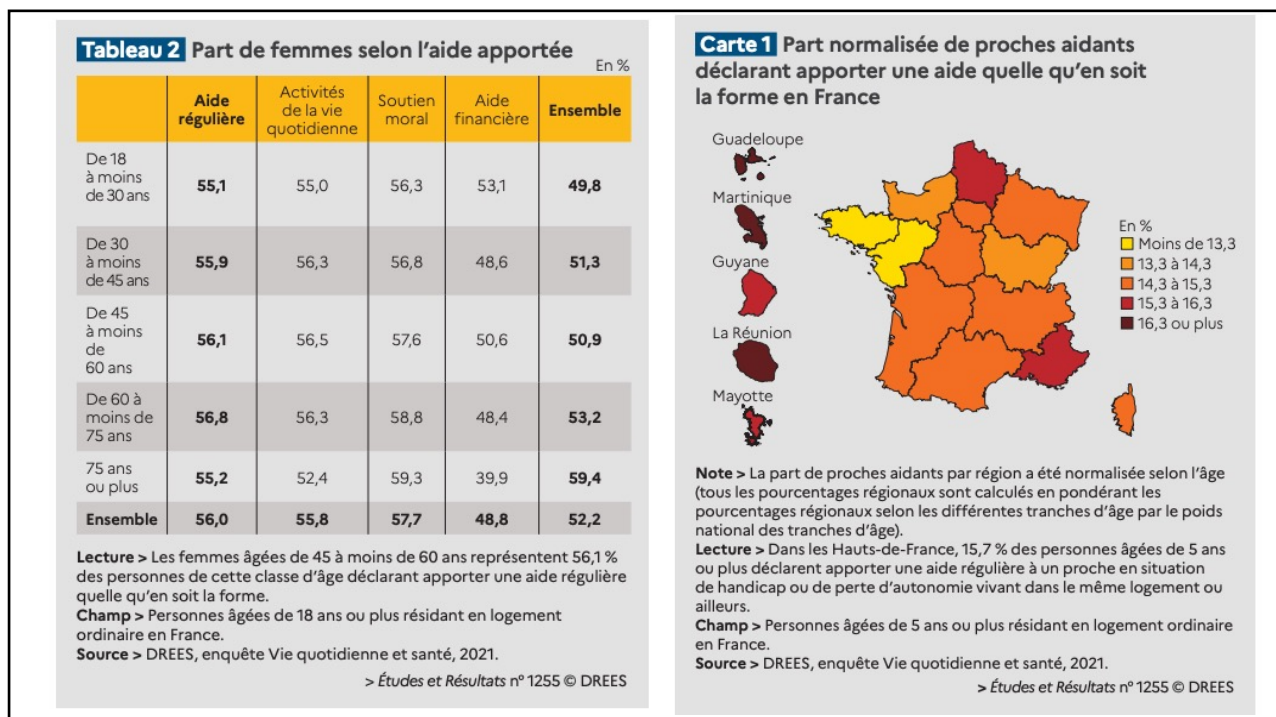 Tableau 2 Part de femmes selon l'aide apportée
En %
Aide régulière Activités de la vie quotidienne Soutien moral Aide financière Ensemble
De 18 à moins de 30 ans 55,1 55,0 56,3 53,1 49,8
De 30 à moins de 45 ans 55,9 56,3 56,8 48,6 51,3
De 45 à moins de 60 ans 56,1 56,5 57,6 50,6 50,9
De 60 à moins de 75 ans 56,8 56,3 58,8 48,4 53,2
75 ans ou plus 55,2 52,4 59,3 39,9 59,4
Ensemble 56,0 55,8 57,7 48,8 52,2
Lecture > Les femmes âgées de 45 à moins de 60 ans représentent 56,1 %
des personnes de cette classe d'âge déclarant apporter une aide régulière
quelle qu'en soit la forme.
Champ > Personnes âgées de 18 ans ou plus résidant en logement
ordinaire en France.
Source > DREES, enquête Vie quotidienne et santé, 2021.
> Études et Résultats n° 1255 © DREES
Carte 1 Part normalisée de proches aidants
déclarant apporter une aide quelle qu'en soit
la forme en France
Guadeloupe
Martinique
Guyane
La Réunion
Mayotte
En %
Moins de 13,3
13,3 à 14,3
14,3 à 15,3
15,3 à 16,3
16,3 ou plus
Note > La part de proches aidants par région a été normalisée selon l'âge
(tous les pourcentages régionaux sont calculés en pondérant les
pourcentages régionaux selon les différentes tranches d'âge par le poids
national des tranches d'âge).
Lecture > Dans les Hauts-de-France, 15,7 % des personnes âgées de 5 ans
ou plus déclarent apporter une aide régulière à un proche en situation
de handicap ou de perte d'autonomie vivant dans le même logement ou
ailleurs.
Champ > Personnes âgées de 5 ans ou plus résidant en logement ordinaire
en France.
Source > DREES, enquête Vie quotidienne et santé, 2021.
> Études et Résultats n° 1255 © DREES